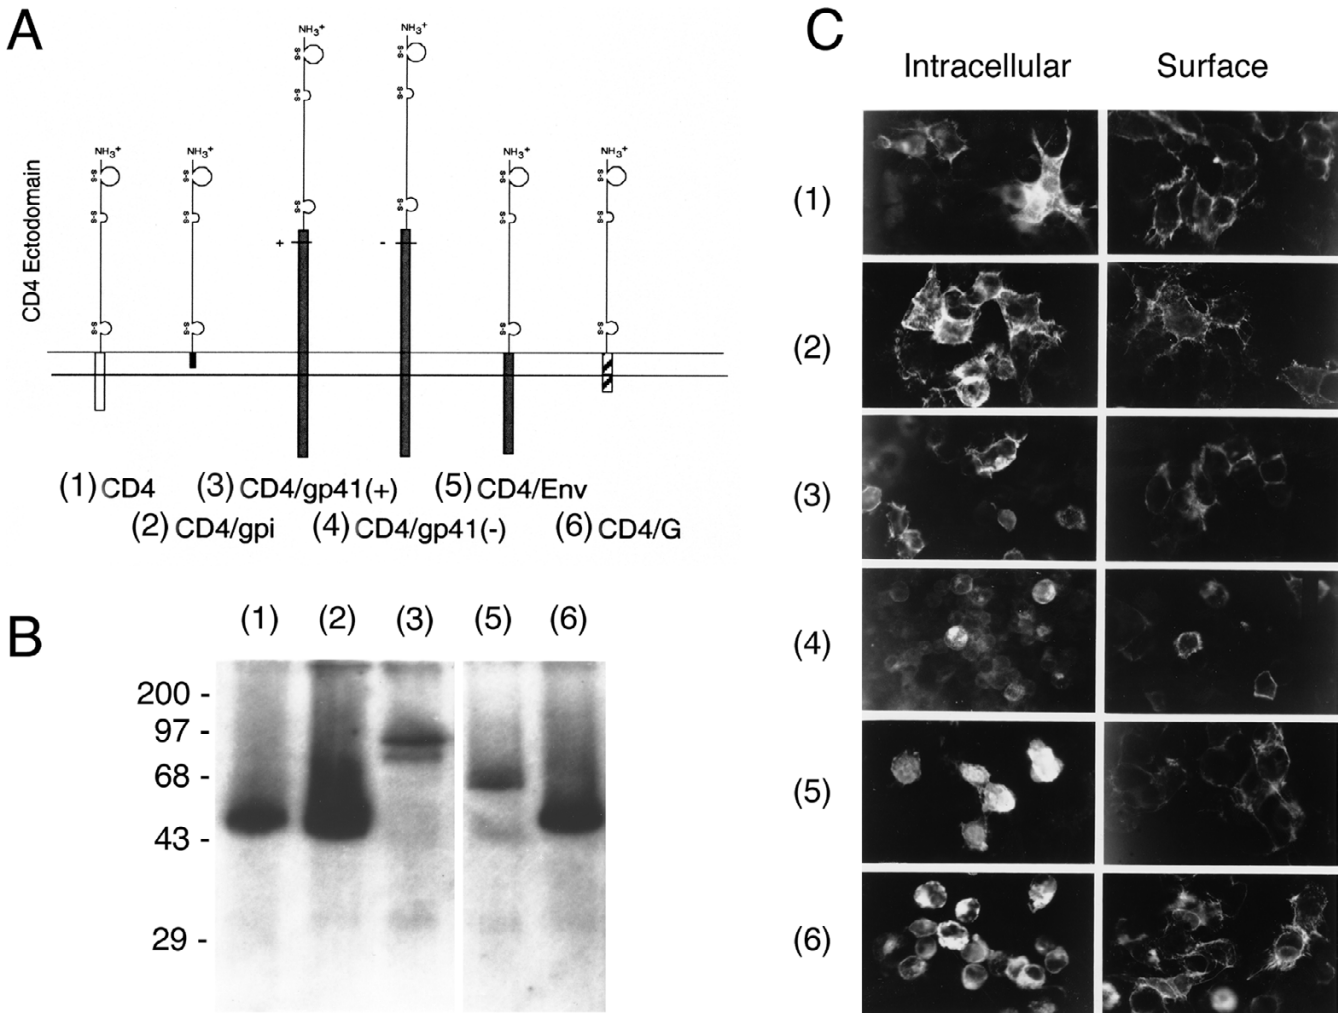 A
NH3+ NH3+
S-S S-S
S-S S-S
NH3+ NH3+ NH3+ NH3+
S-S S-S S-S S-S S-S S-S
S-S S-S S-S S-S
+ -
S-S S-S S-S S-S
CD4 Ectodomain
(1) CD4 (3) CD4/gp41(+) (5) CD4/Env
(2) CD4/gpi (4) CD4/gp41(-) (6) CD4/G
B
(1) (2) (3) (5) (6)
200 -
97 -
68 -
43 -
29 -
C
Intracellular Surface
(1)
(2)
(3)
(4)
(5)
(6)